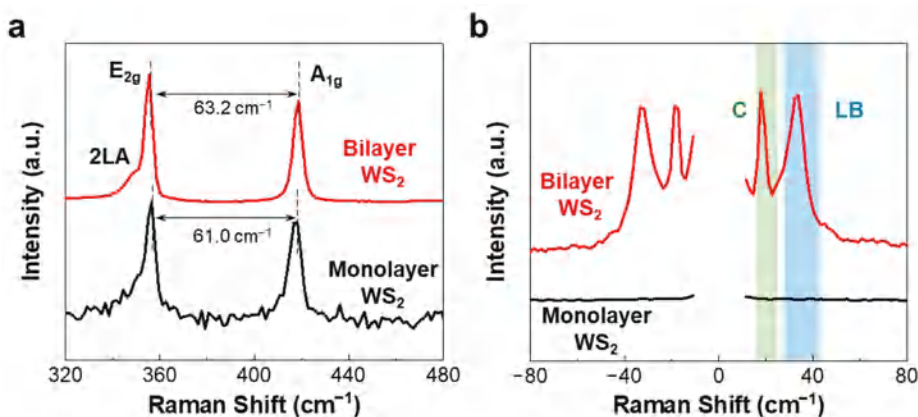 a
E2g
A1g
63.2 cm⁻¹
2LA
Bilayer
WS2
61.0 cm⁻¹
Monolayer
WS2
Intensity (a.u.)
320 360 400 440 480
Raman Shift (cm⁻¹)
b
C
LB
Bilayer
WS2
Monolayer
WS2
Intensity (a.u.)
−80 −40 0 40 80
Raman Shift (cm⁻¹)